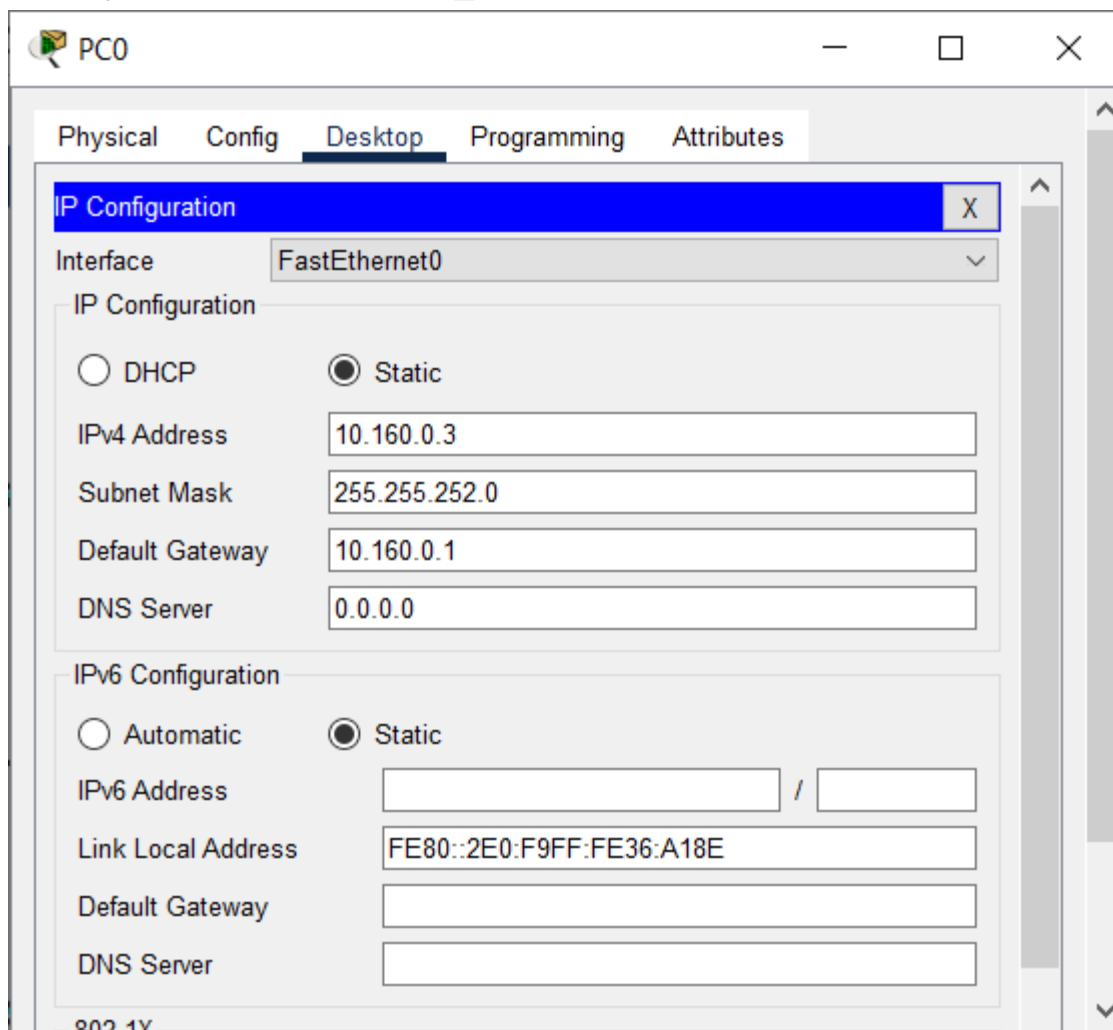 PC0
Physical Config Desktop Programming Attributes
IP Configuration X
Interface FastEthernet0
IP Configuration
DHCP Static
IPv4 Address 10.160.0.3
Subnet Mask 255.255.252.0
Default Gateway 10.160.0.1
DNS Server 0.0.0.0
IPv6 Configuration
Automatic Static
IPv6 Address /
Link Local Address FE80::2E0:F9FF:FE36:A18E
Default Gateway
DNS Server
802.1X